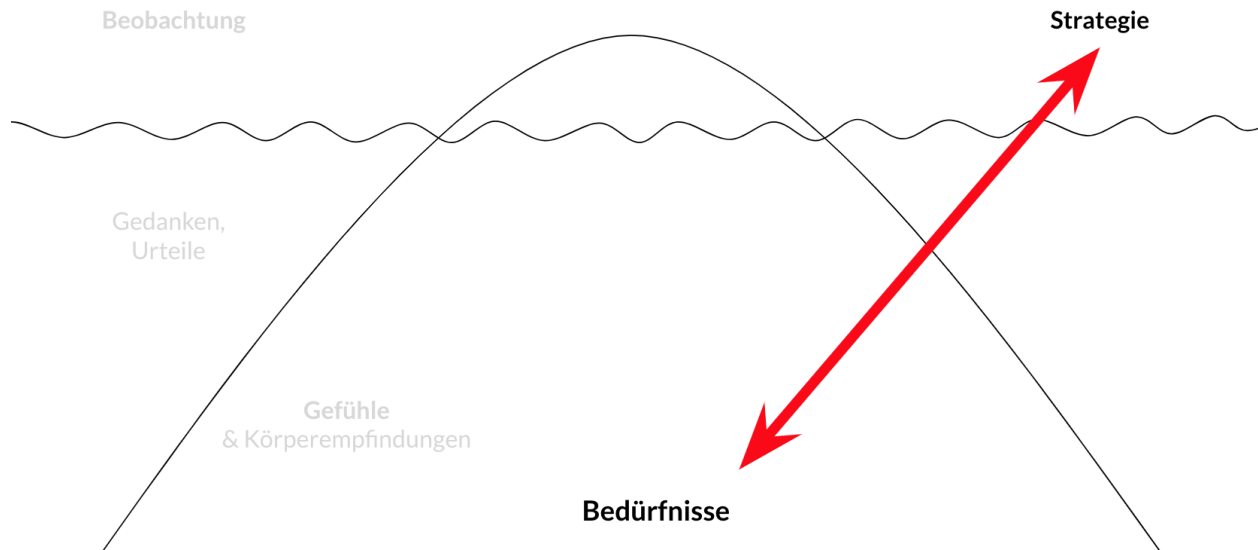 Beobachtung
Strategie
Gedanken,
Urteile
Gefühle
& Körperempfindungen
Bedürfnisse